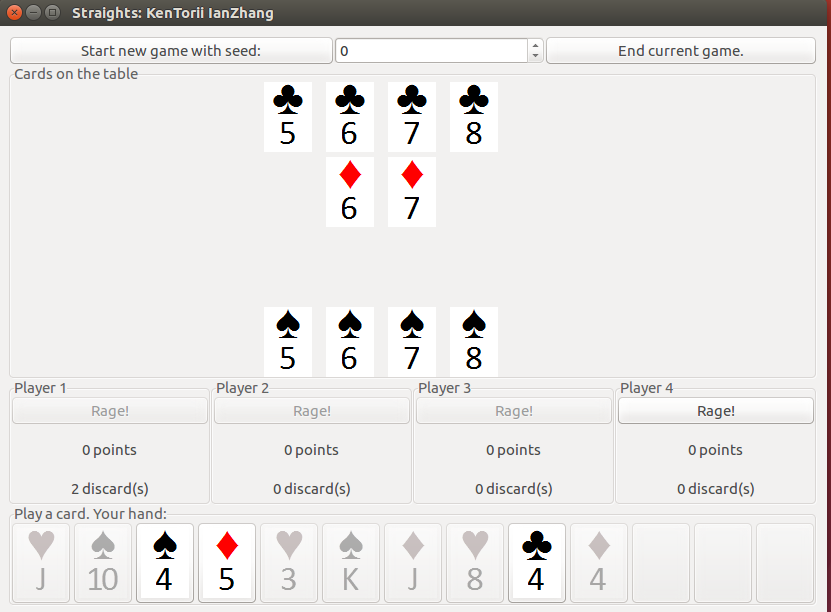 Straights: KenTorii IanZhang
Start new game with seed: 0 End current game.
Cards on the table
5 6 7 8
6 7
5 6 7 8
Player 1 Player 2 Player 3 Player 4
Rage! Rage! Rage! Rage!
0 points 0 points 0 points 0 points
2 discard(s) 0 discard(s) 0 discard(s) 0 discard(s)
Play a card. Your hand:
J 10 4 5 3 K J 8 4 4